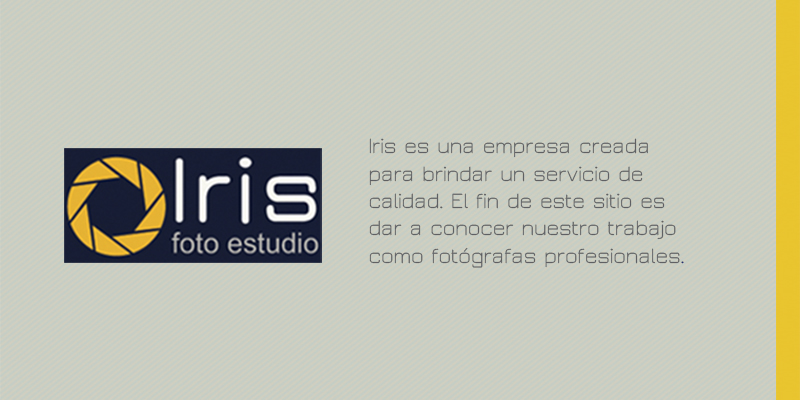 Iris
foto estudio
Iris es una empresa creada
para brindar un servicio de
calidad. El fin de este sitio es
dar a conocer nuestro trabajo
como fotógrafas profesionales.